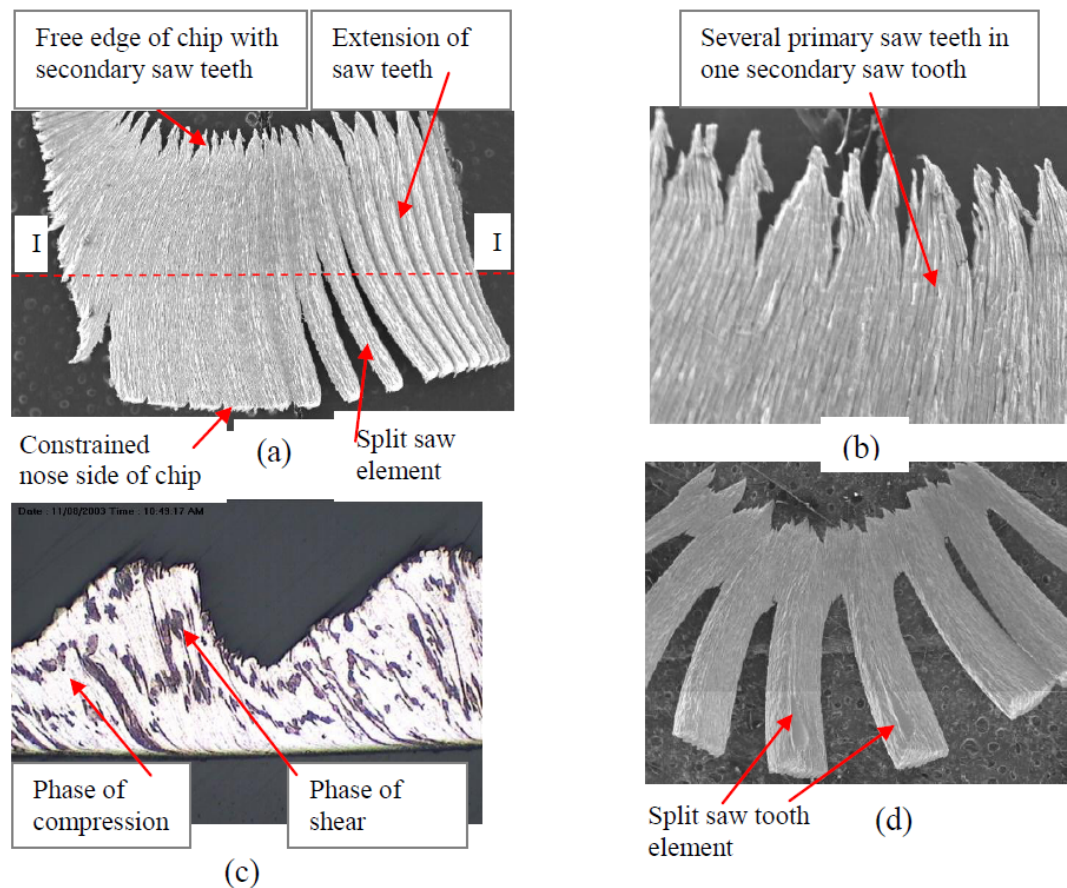 Free edge of chip with
secondary saw teeth
Extension of
saw teeth
I
I
Constrained
nose side of chip
(a)
Split saw
element
Several primary saw teeth in
one secondary saw tooth
(b)
Date : 11/00/2003 Time : 10:49.17 AM
Phase of
compression
Phase of
shear
(c)
Split saw tooth
element
(d)